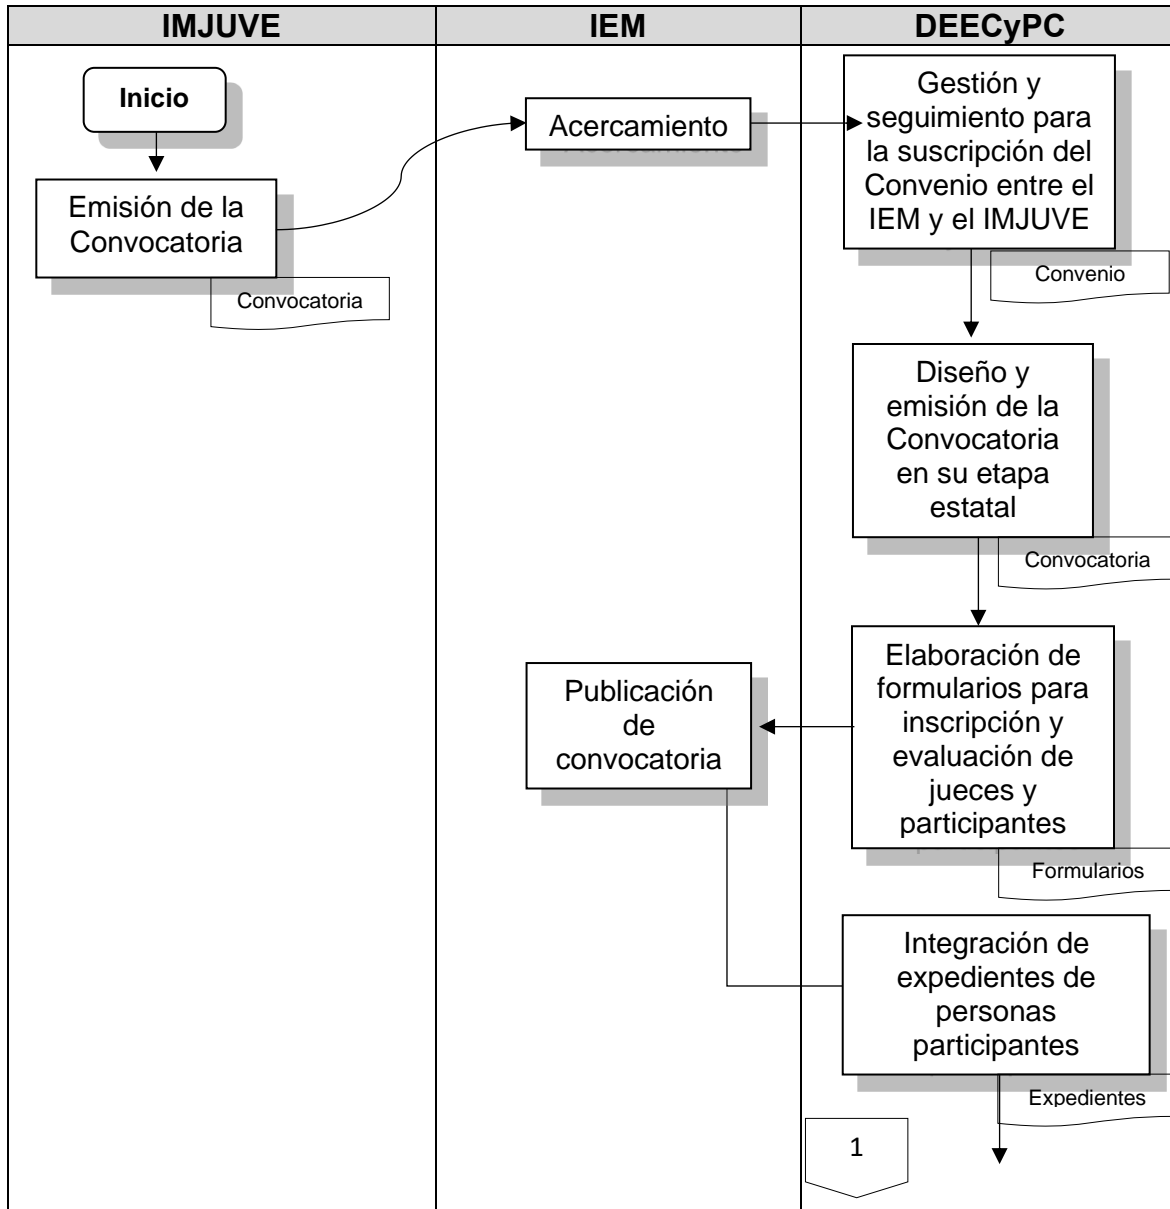 IMJUVE
IEM
DEECyPC
Inicio
Emisión de la
Convocatoria
Convocatoria
Acercamiento
Gestión y
seguimiento para
la suscripción del
Convenio entre el
IEM y el IMJUVE
Convenio
Diseño y
emisión de la
Convocatoria
en su etapa
estatal
Convocatoria
Elaboración de
formularios para
inscripción y
evaluación de
jueces y
participantes
Formularios
Publicación
de
convocatoria
Integración de
expedientes de
personas
participantes
Expedientes
1